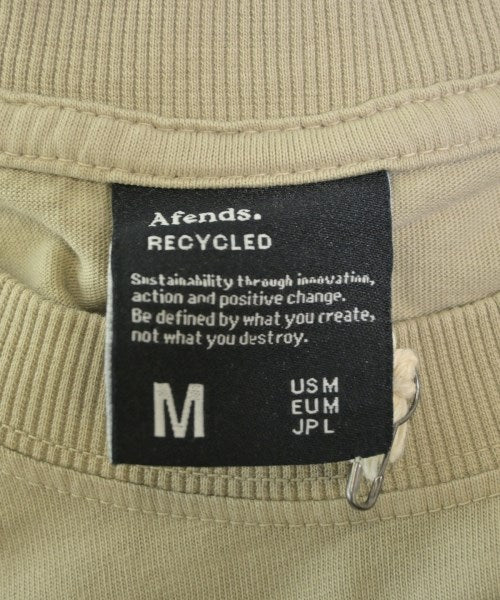 Afends.
RECYCLED
Sustainability through innovation,
action and positive change.
Be defined by what you create,
not what you destroy.
M
US M
EU M
JP L